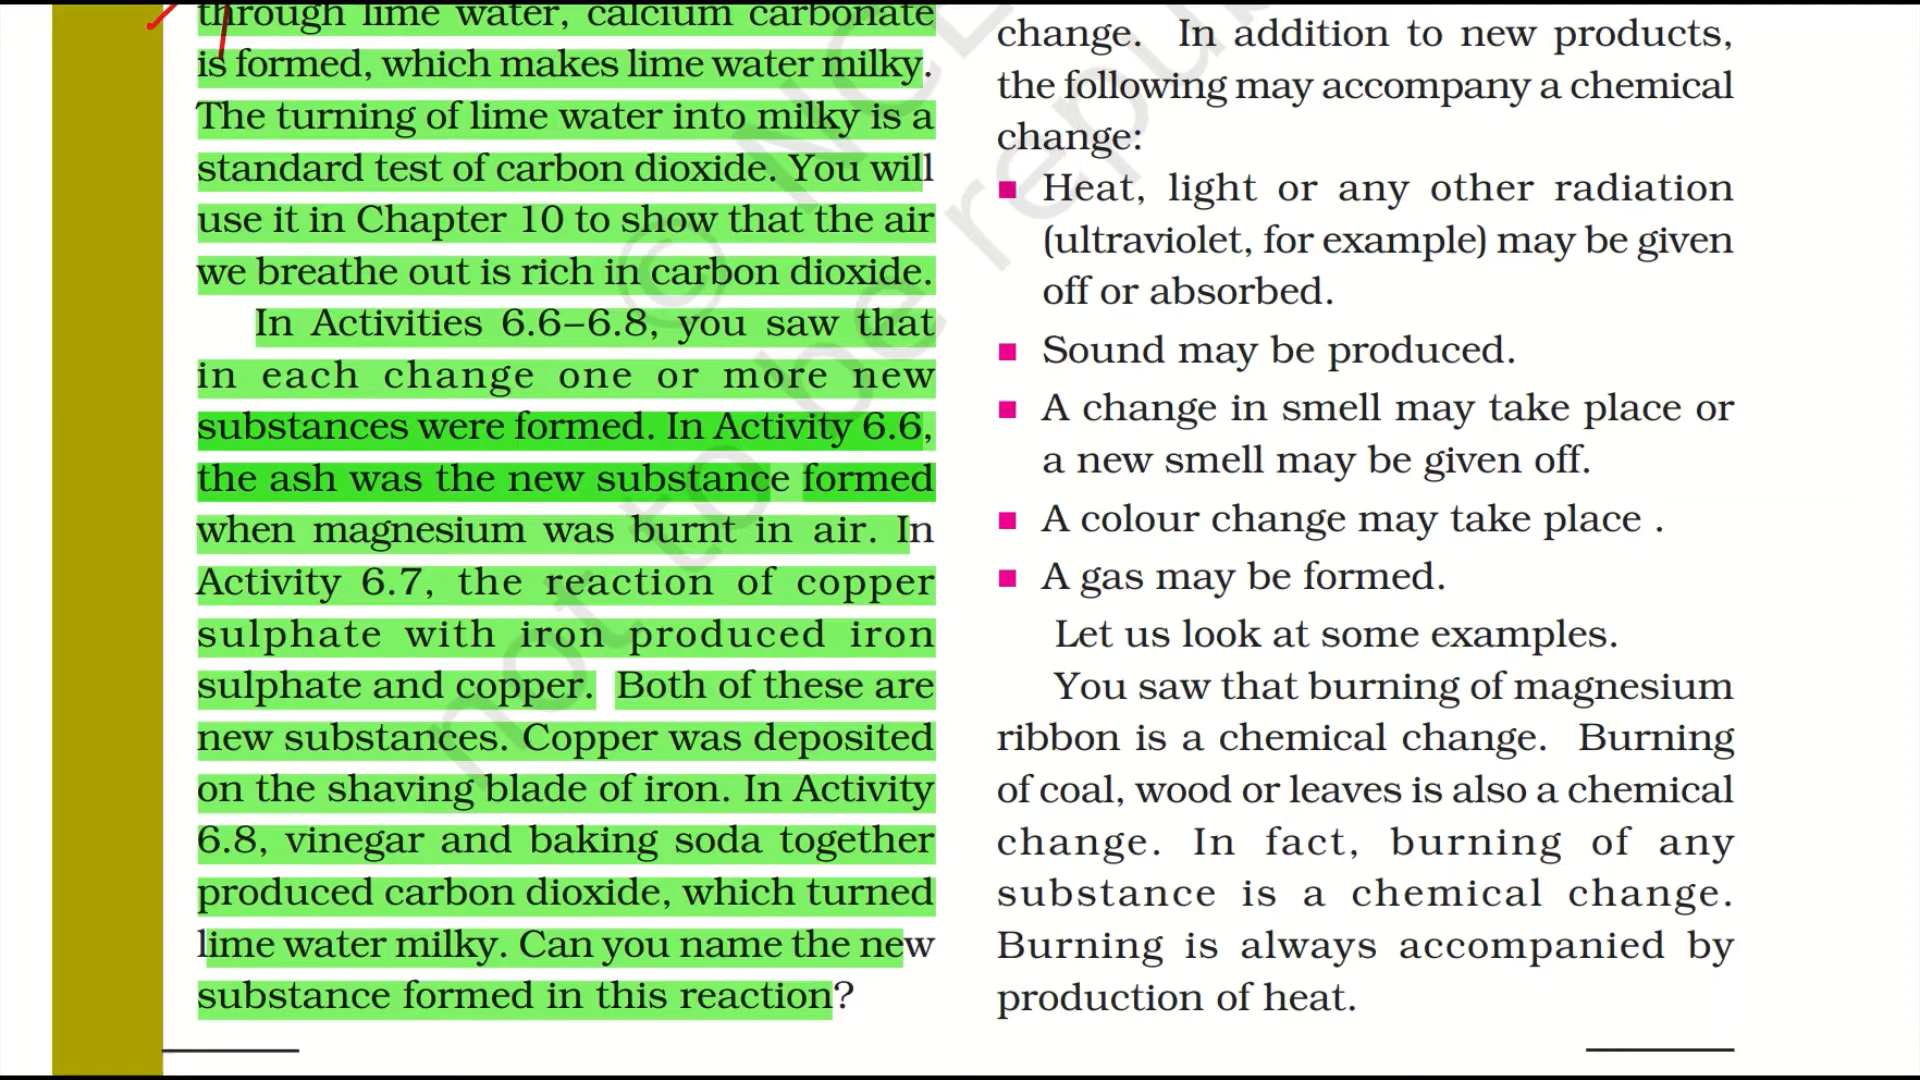 through lime water, calcium carbonate
is formed, which makes lime water milky.
The turning of lime water into milky is a
standard test of carbon dioxide. You will
use it in Chapter 10 to show that the air
we breathe out is rich in carbon dioxide.
In Activities 6.6–6.8, you saw that
in each change one or more new
substances were formed. In Activity 6.6,
the ash was the new substance formed
when magnesium was burnt in air. In
Activity 6.7, the reaction of copper
sulphate with iron produced iron
sulphate and copper. Both of these are
new substances. Copper was deposited
on the shaving blade of iron. In Activity
6.8, vinegar and baking soda together
produced carbon dioxide, which turned
lime water milky. Can you name the new
substance formed in this reaction?
change. In addition to new products,
the following may accompany a chemical
change:
■ Heat, light or any other radiation
(ultraviolet, for example) may be given
off or absorbed.
■ Sound may be produced.
■ A change in smell may take place or
a new smell may be given off.
■ A colour change may take place .
■ A gas may be formed.
Let us look at some examples.
You saw that burning of magnesium
ribbon is a chemical change. Burning
of coal, wood or leaves is also a chemical
change. In fact, burning of any
substance is a chemical change.
Burning is always accompanied by
production of heat.
not to be